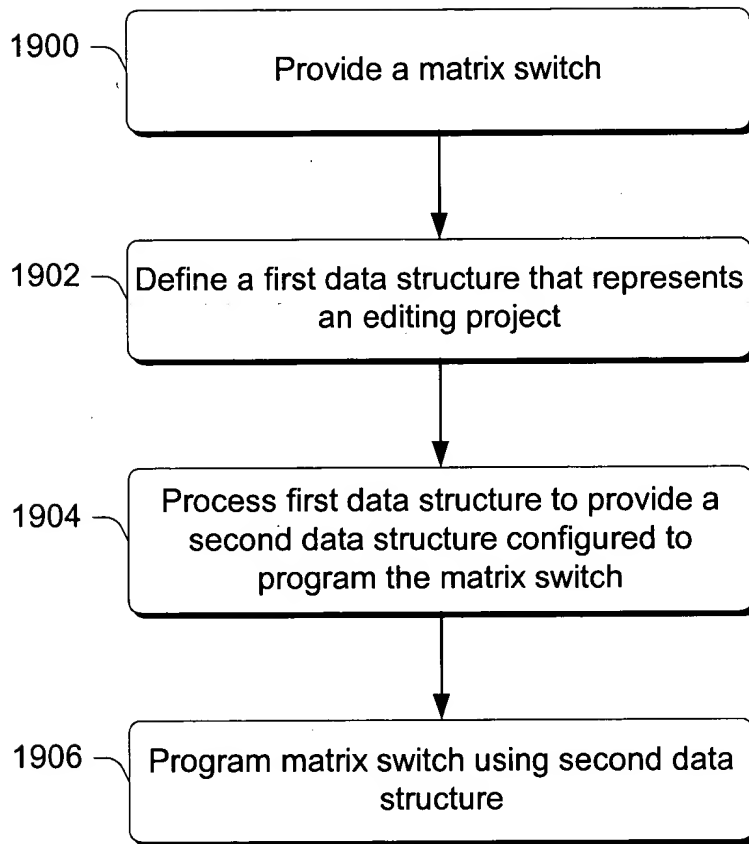 1900
Provide a matrix switch
1902
Define a first data structure that represents
an editing project
1904
Process first data structure to provide a
second data structure configured to
program the matrix switch
1906
Program matrix switch using second data
structure